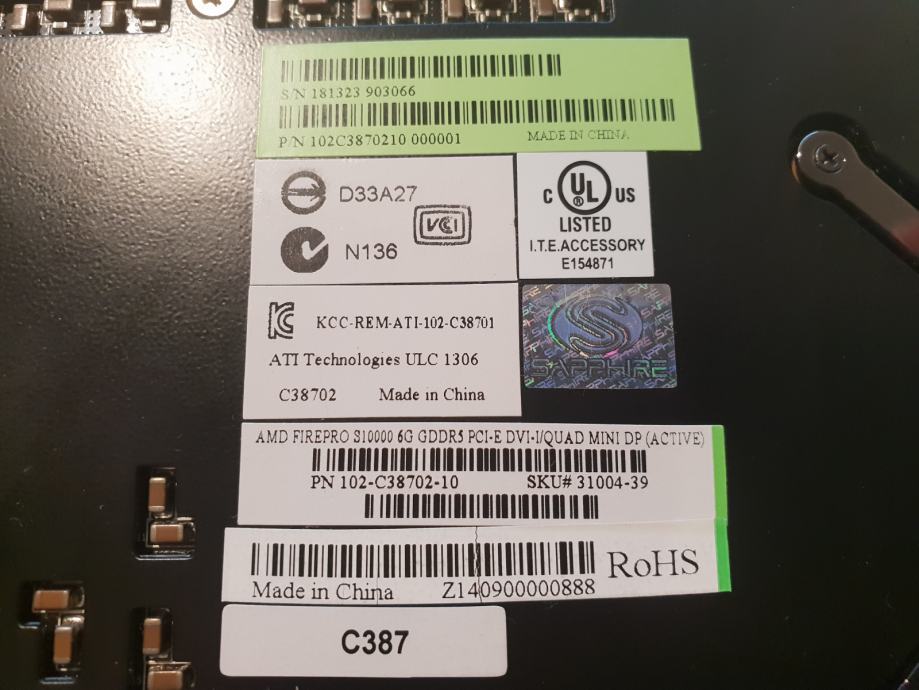 S/N 181323 903066
P/N 102C3870210 000001 MADE IN CHINA
D33A27
VCCI
N136
C UL US
LISTED
I.T.E.ACCESSORY
E154871
KCC-REM-ATI-102-C38701
ATI Technologies ULC 1306
C38702 Made in China
S
SAPPHIRE
AMD FIREPRO S10000 6G GDDR5 PCI-E DVI-I/QUAD MINI DP (ACTIVE)
PN 102-C38702-10 SKU# 31004-39
RoHS
Made in China Z140900000888
C387